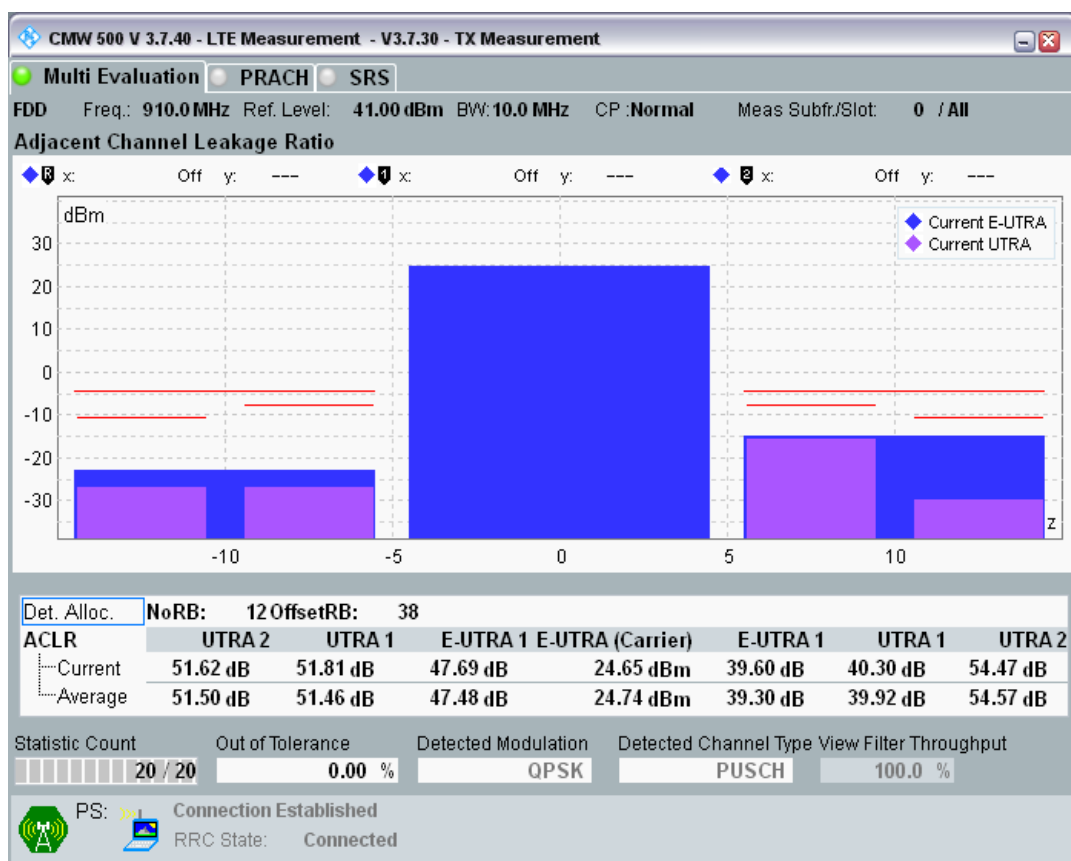 CMW 500 V 3.7.40 - LTE Measurement - V3.7.30 - TX Measurement
Multi Evaluation PRACH SRS
FDD Freq.: 910.0 MHz Ref. Level: 41.00 dBm BW: 10.0 MHz CP :Normal Meas Subfr./Slot: 0 / All
Adjacent Channel Leakage Ratio
R x: Off y: --- 1 x: Off y: --- 2 x: Off y: ---
dBm
Current E-UTRA
Current UTRA
30
20
10
0
-10
-20
-30
z
-10 -5 0 5 10
Det. Alloc. NoRB: 12 OffsetRB: 38
ACLR UTRA 2 UTRA 1 E-UTRA 1 E-UTRA (Carrier) E-UTRA 1 UTRA 1 UTRA 2
Current 51.62 dB 51.81 dB 47.69 dB 24.65 dBm 39.60 dB 40.30 dB 54.47 dB
Average 51.50 dB 51.46 dB 47.48 dB 24.74 dBm 39.30 dB 39.92 dB 54.57 dB
Statistic Count Out of Tolerance Detected Modulation Detected Channel Type View Filter Throughput
20 / 20 0.00 % QPSK PUSCH 100.0 %
PS: Connection Established
RRC State: Connected